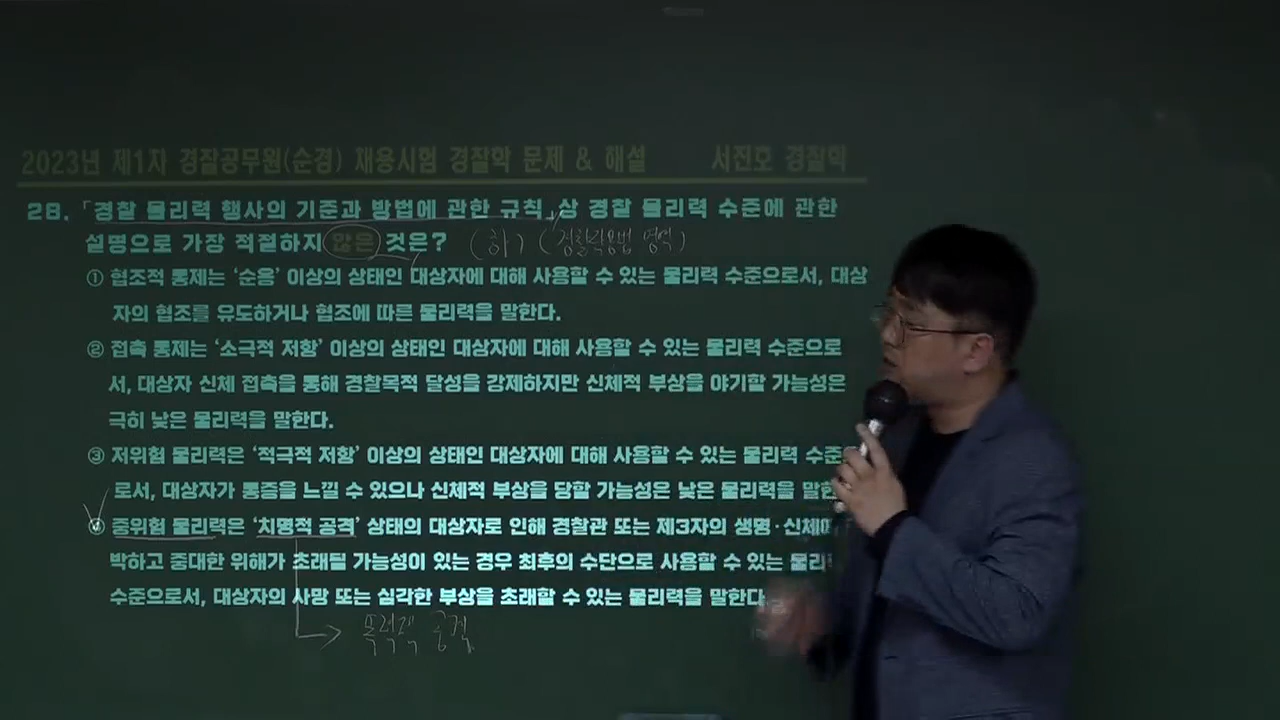 2023년 제1차 경찰공무원(순경) 채용시험 경찰학 문제 & 해설 서진호 경찰학
28. 「경찰 물리력 행사의 기준과 방법에 관한 규칙」상 경찰 물리력 수준에 관한
설명으로 가장 적절하지 않은 것은? (하) (경찰작용법 영역)
① 협조적 통제는 ‘순응’ 이상의 상태인 대상자에 대해 사용할 수 있는 물리력 수준으로서, 대상
자의 협조를 유도하거나 협조에 따른 물리력을 말한다.
② 접촉 통제는 ‘소극적 저항’ 이상의 상태인 대상자에 대해 사용할 수 있는 물리력 수준으로
서, 대상자 신체 접촉을 통해 경찰목적 달성을 강제하지만 신체적 부상을 야기할 가능성은
극히 낮은 물리력을 말한다.
③ 저위험 물리력은 ‘적극적 저항’ 이상의 상태인 대상자에 대해 사용할 수 있는 물리력 수준
로서, 대상자가 통증을 느낄 수 있으나 신체적 부상을 당할 가능성은 낮은 물리력을 말한
④ 중위험 물리력은 ‘치명적 공격’ 상태의 대상자로 인해 경찰관 또는 제3자의 생명·신체에
박하고 중대한 위해가 초래될 가능성이 있는 경우 최후의 수단으로 사용할 수 있는 물리
수준으로서, 대상자의 사망 또는 심각한 부상을 초래할 수 있는 물리력을 말한다.
폭력적 공격